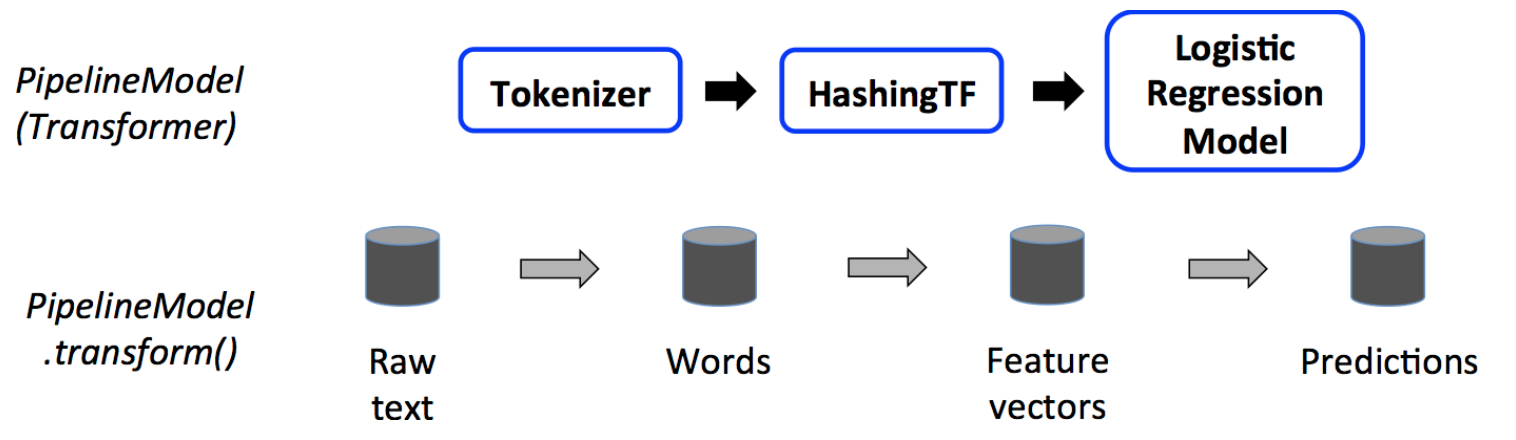 PipelineModel
(Transformer)
Tokenizer
HashingTF
Logistic
Regression
Model
PipelineModel
.transform()
Raw
text
Words
Feature
vectors
Predictions